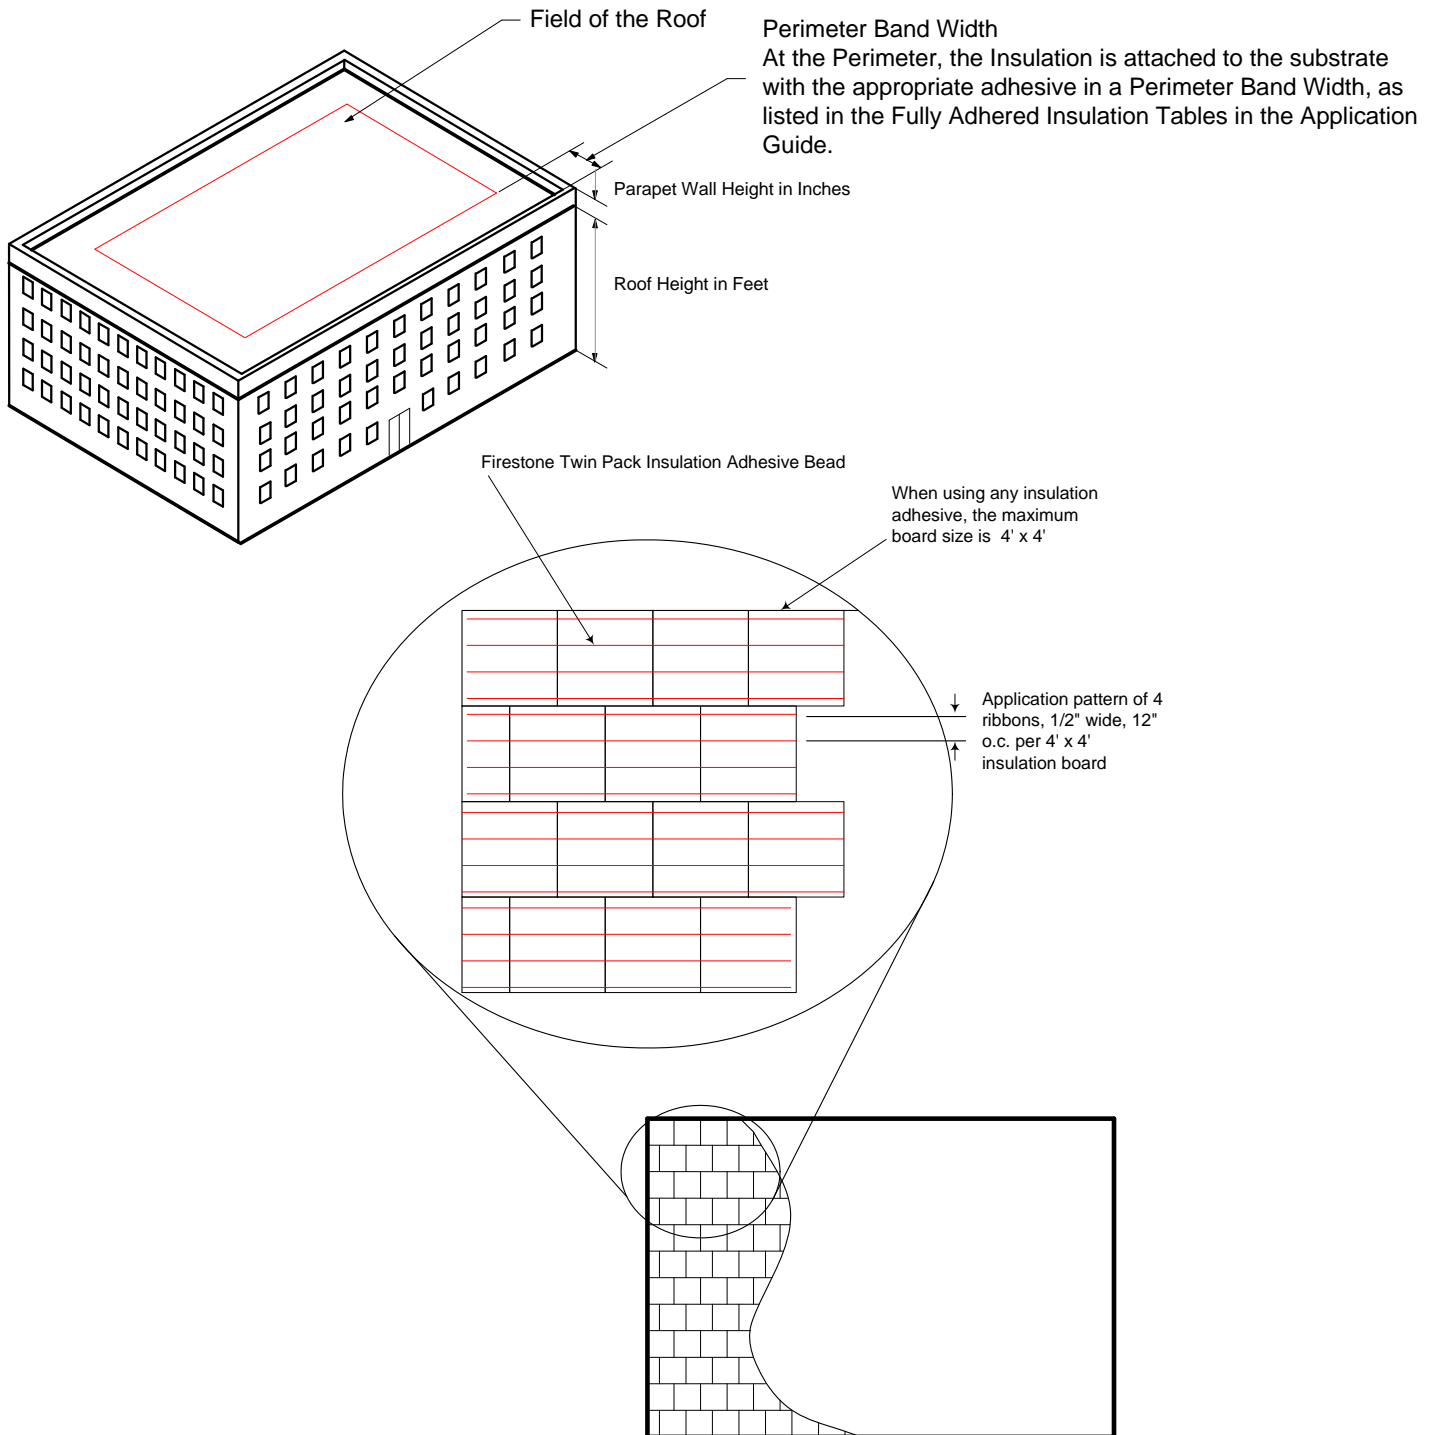 Field of the Roof
Perimeter Band Width
At the Perimeter, the Insulation is attached to the substrate
with the appropriate adhesive in a Perimeter Band Width, as
listed in the Fully Adhered Insulation Tables in the Application
Guide.
Parapet Wall Height in Inches
Roof Height in Feet
Firestone Twin Pack Insulation Adhesive Bead
When using any insulation
adhesive, the maximum
board size is 4' x 4'
Application pattern of 4
ribbons, 1/2" wide, 12"
o.c. per 4' x 4'
insulation board